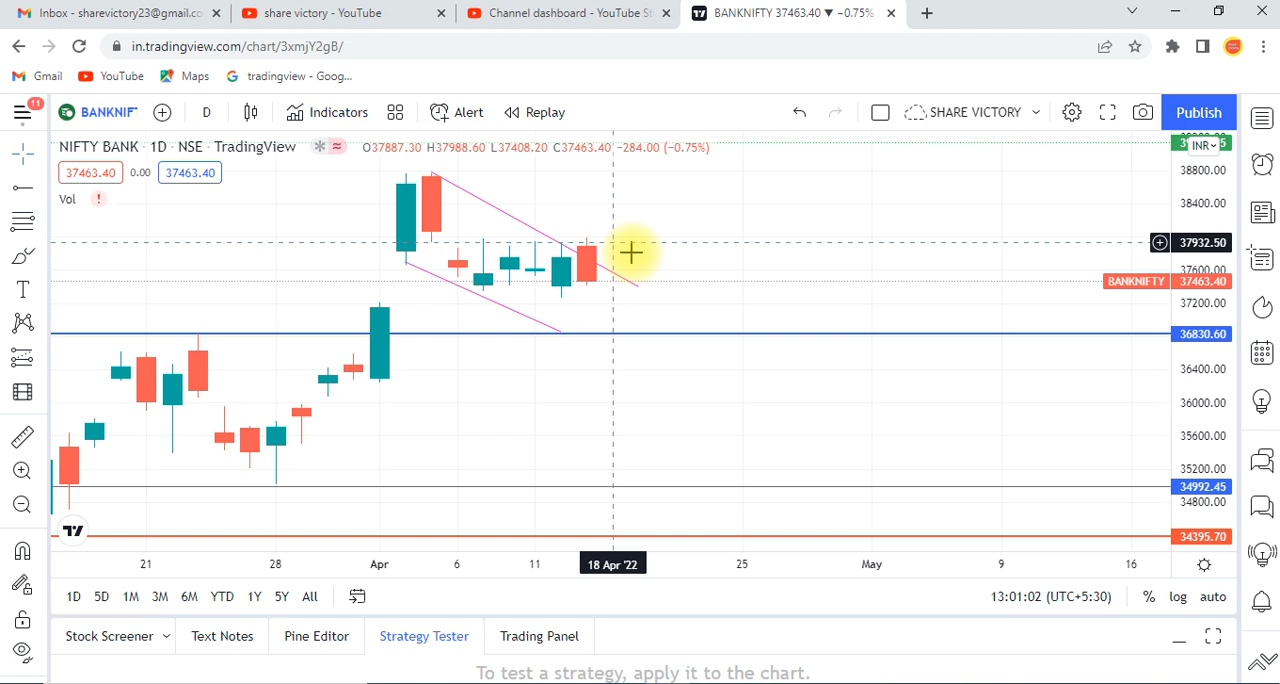 Inbox - sharevictory23@gmail.co
share victory - YouTube
Channel dashboard - YouTube St
BANKNIFTY 37463.40 ▼ −0.75%
in.tradingview.com/chart/3xmjY2gB/
Gmail
YouTube
Maps
tradingview - Goog...
11
BANKNIF
D
Indicators
Alert
Replay
SHARE VICTORY
Publish
NIFTY BANK · 1D · NSE · TradingView
O37887.30 H37988.60 L37408.20 C37463.40 −284.00 (−0.75%)
INR
37463.40
0.00
37463.40
38800.00
Vol
38400.00
37932.50
37600.00
BANKNIFTY 37463.40
37200.00
36830.60
36400.00
36000.00
35600.00
35200.00
34992.45
34800.00
34395.70
21
28
Apr
6
11
18 Apr '22
25
May
9
16
1D
5D
1M
3M
6M
YTD
1Y
5Y
All
13:01:02 (UTC+5:30)
%
log
auto
Stock Screener
Text Notes
Pine Editor
Strategy Tester
Trading Panel
To test a strategy, apply it to the chart.